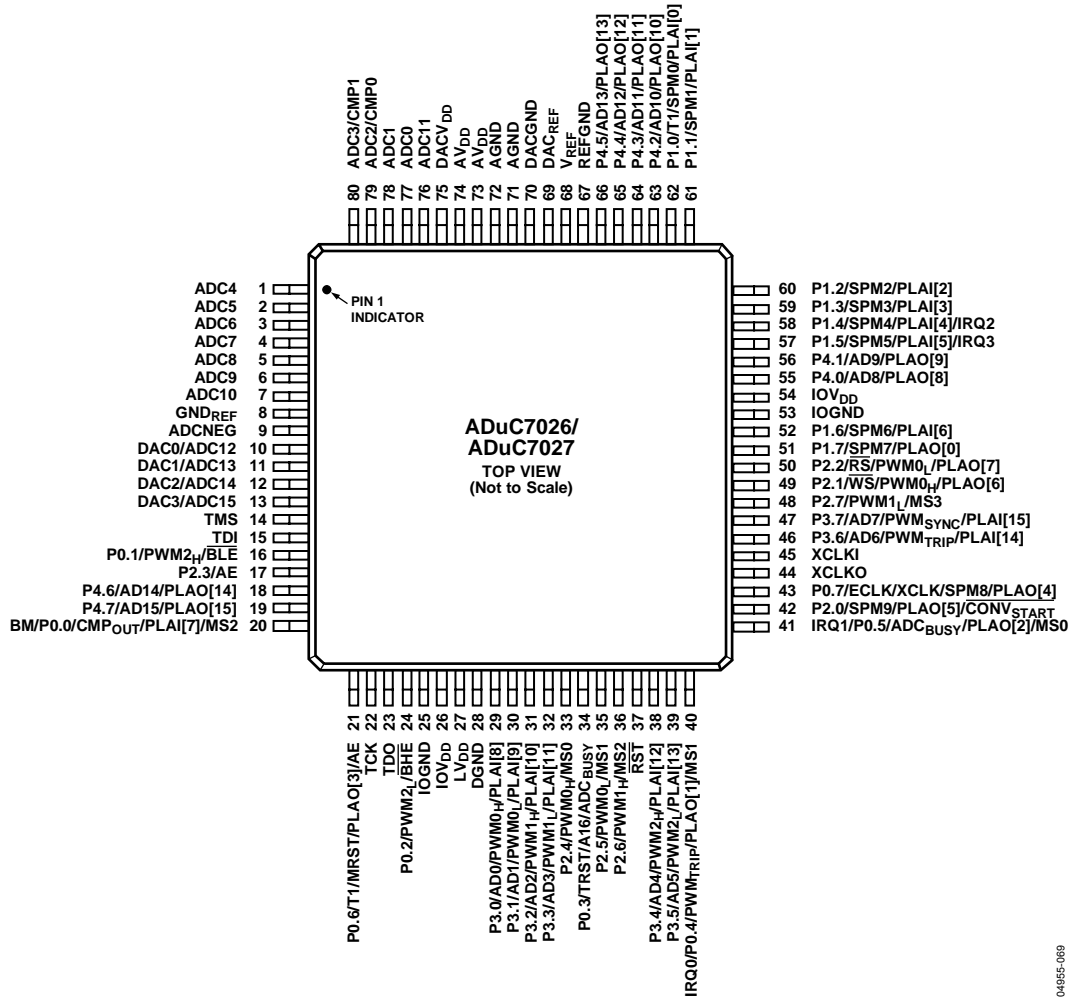 80 ADC3/CMP1
79 ADC2/CMP0
78 ADC1
77 ADC0
76 ADC11
75 DACVDD
74 AVDD
73 AVDD
72 AGND
71 AGND
70 DACGND
69 DACREF
68 VREF
67 REFGND
66 P4.5/AD13/PLAO[13]
65 P4.4/AD12/PLAO[12]
64 P4.3/AD11/PLAO[11]
63 P4.2/AD10/PLAO[10]
62 P1.0/T1/SPM0/PLAI[0]
61 P1.1/SPM1/PLAI[1]
ADC4 1
ADC5 2
ADC6 3
ADC7 4
ADC8 5
ADC9 6
ADC10 7
GNDREF 8
ADCNEG 9
DAC0/ADC12 10
DAC1/ADC13 11
DAC2/ADC14 12
DAC3/ADC15 13
TMS 14
TDI 15
P0.1/PWM2H/BLE 16
P2.3/AE 17
P4.6/AD14/PLAO[14] 18
P4.7/AD15/PLAO[15] 19
BM/P0.0/CMPOUT/PLAI[7]/MS2 20
PIN 1
INDICATOR
ADuC7026/
ADuC7027
TOP VIEW
(Not to Scale)
60 P1.2/SPM2/PLAI[2]
59 P1.3/SPM3/PLAI[3]
58 P1.4/SPM4/PLAI[4]/IRQ2
57 P1.5/SPM5/PLAI[5]/IRQ3
56 P4.1/AD9/PLAO[9]
55 P4.0/AD8/PLAO[8]
54 IOVDD
53 IOGND
52 P1.6/SPM6/PLAI[6]
51 P1.7/SPM7/PLAO[0]
50 P2.2/RS/PWM0L/PLAO[7]
49 P2.1/WS/PWM0H/PLAO[6]
48 P2.7/PWM1L/MS3
47 P3.7/AD7/PWMSYNC/PLAI[15]
46 P3.6/AD6/PWMTRIP/PLAI[14]
45 XCLKI
44 XCLKO
43 P0.7/ECLK/XCLK/SPM8/PLAO[4]
42 P2.0/SPM9/PLAO[5]/CONVSTART
41 IRQ1/P0.5/ADCBUSY/PLAO[2]/MS0
P0.6/T1/MRST/PLAO[3]/AE 21
TCK 22
TDO 23
P0.2/PWM2L/BHE 24
IOGND 25
IOVDD 26
LVDD 27
DGND 28
P3.0/AD0/PWM0H/PLAI[8] 29
P3.1/AD1/PWM0L/PLAI[9] 30
P3.2/AD2/PWM1H/PLAI[10] 31
P3.3/AD3/PWM1L/PLAI[11] 32
P2.4/PWM0H/MS0 33
P0.3/TRST/A16/ADCBUSY 34
P2.5/PWM0L/MS1 35
P2.6/PWM1H/MS2 36
RST 37
P3.4/AD4/PWM2H/PLAI[12] 38
P3.5/AD5/PWM2L/PLAI[13] 39
IRQ0/P0.4/PWMTRIP/PLAO[1]/MS1 40
04955-069